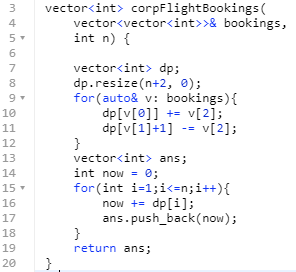 3 vector<int> corpFlightBookings(
4 vector<vector<int>>& bookings,
5 int n) {
6
7 vector<int> dp;
8 dp.resize(n+2, 0);
9 for(auto& v: bookings){
10 dp[v[0]] += v[2];
11 dp[v[1]+1] -= v[2];
12 }
13 vector<int> ans;
14 int now = 0;
15 for(int i=1;i<=n;i++){
16 now += dp[i];
17 ans.push_back(now);
18 }
19 return ans;
20 }